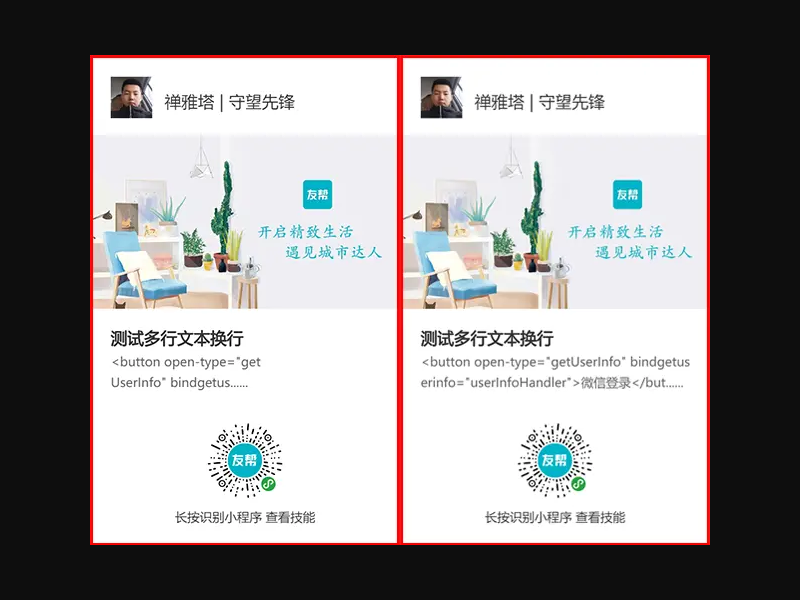 禅雅塔 | 守望先锋
友帮
开启精致生活
遇见城市达人
测试多行文本换行
<button open-type="get
UserInfo" bindgetus......
友帮
长按识别小程序 查看技能
禅雅塔 | 守望先锋
友帮
开启精致生活
遇见城市达人
测试多行文本换行
<button open-type="getUserInfo" bindgetus
erinfo="userInfoHandler">微信登录</but......
友帮
长按识别小程序 查看技能